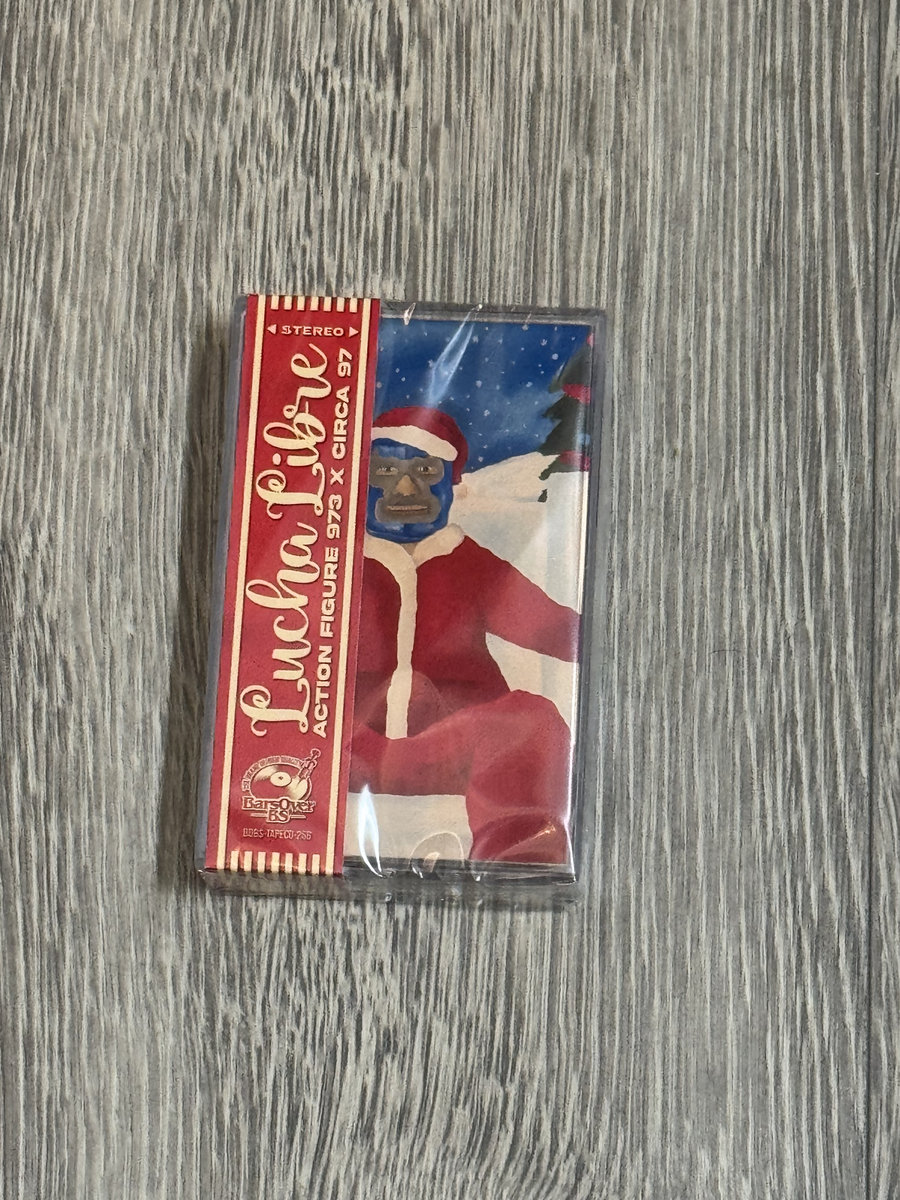 ◀ STEREO ▶
Lucha Libre
ACTION FIGURE 973 X CIRCA 97
BarsOver
BS